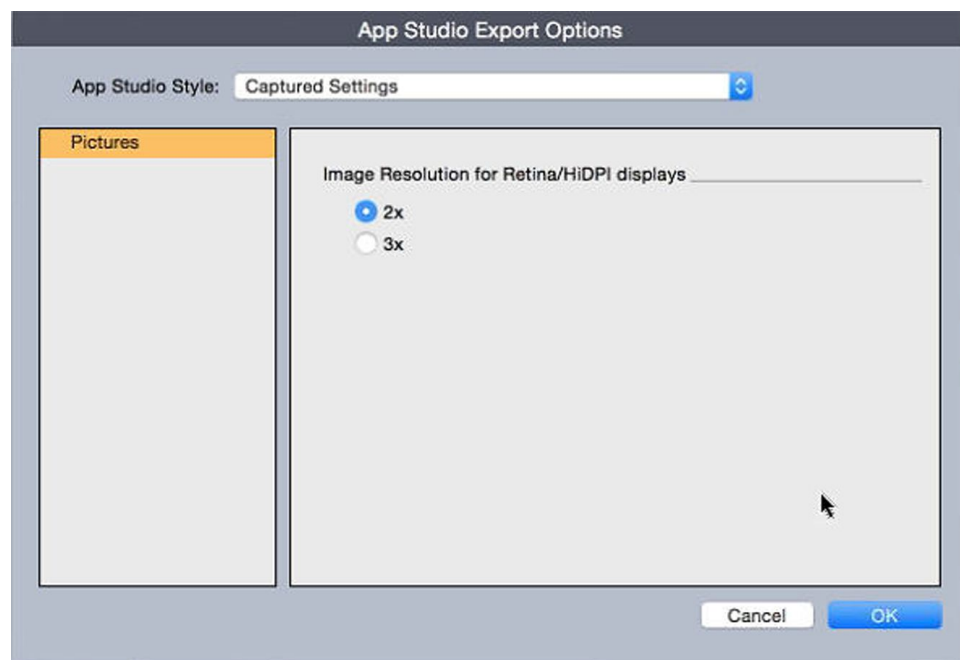 App Studio Export Options
App Studio Style: Captured Settings
Pictures
Image Resolution for Retina/HiDPI displays
2x
3x
Cancel OK